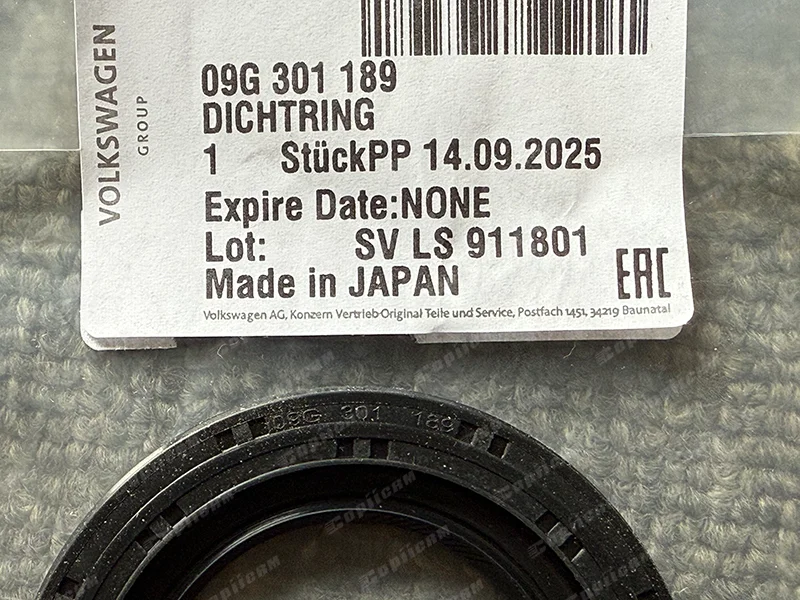 VOLKSWAGEN
GROUP
09G 301 189
DICHTRING
1 StückPP 14.09.2025
Expire Date:NONE
Lot: SV LS 911801
Made in JAPAN
EAC
Volkswagen AG, Konzern Vertrieb-Original Teile und Service, Postfach 1451, 34219 Baunatal
09G 301 189
Copiicam